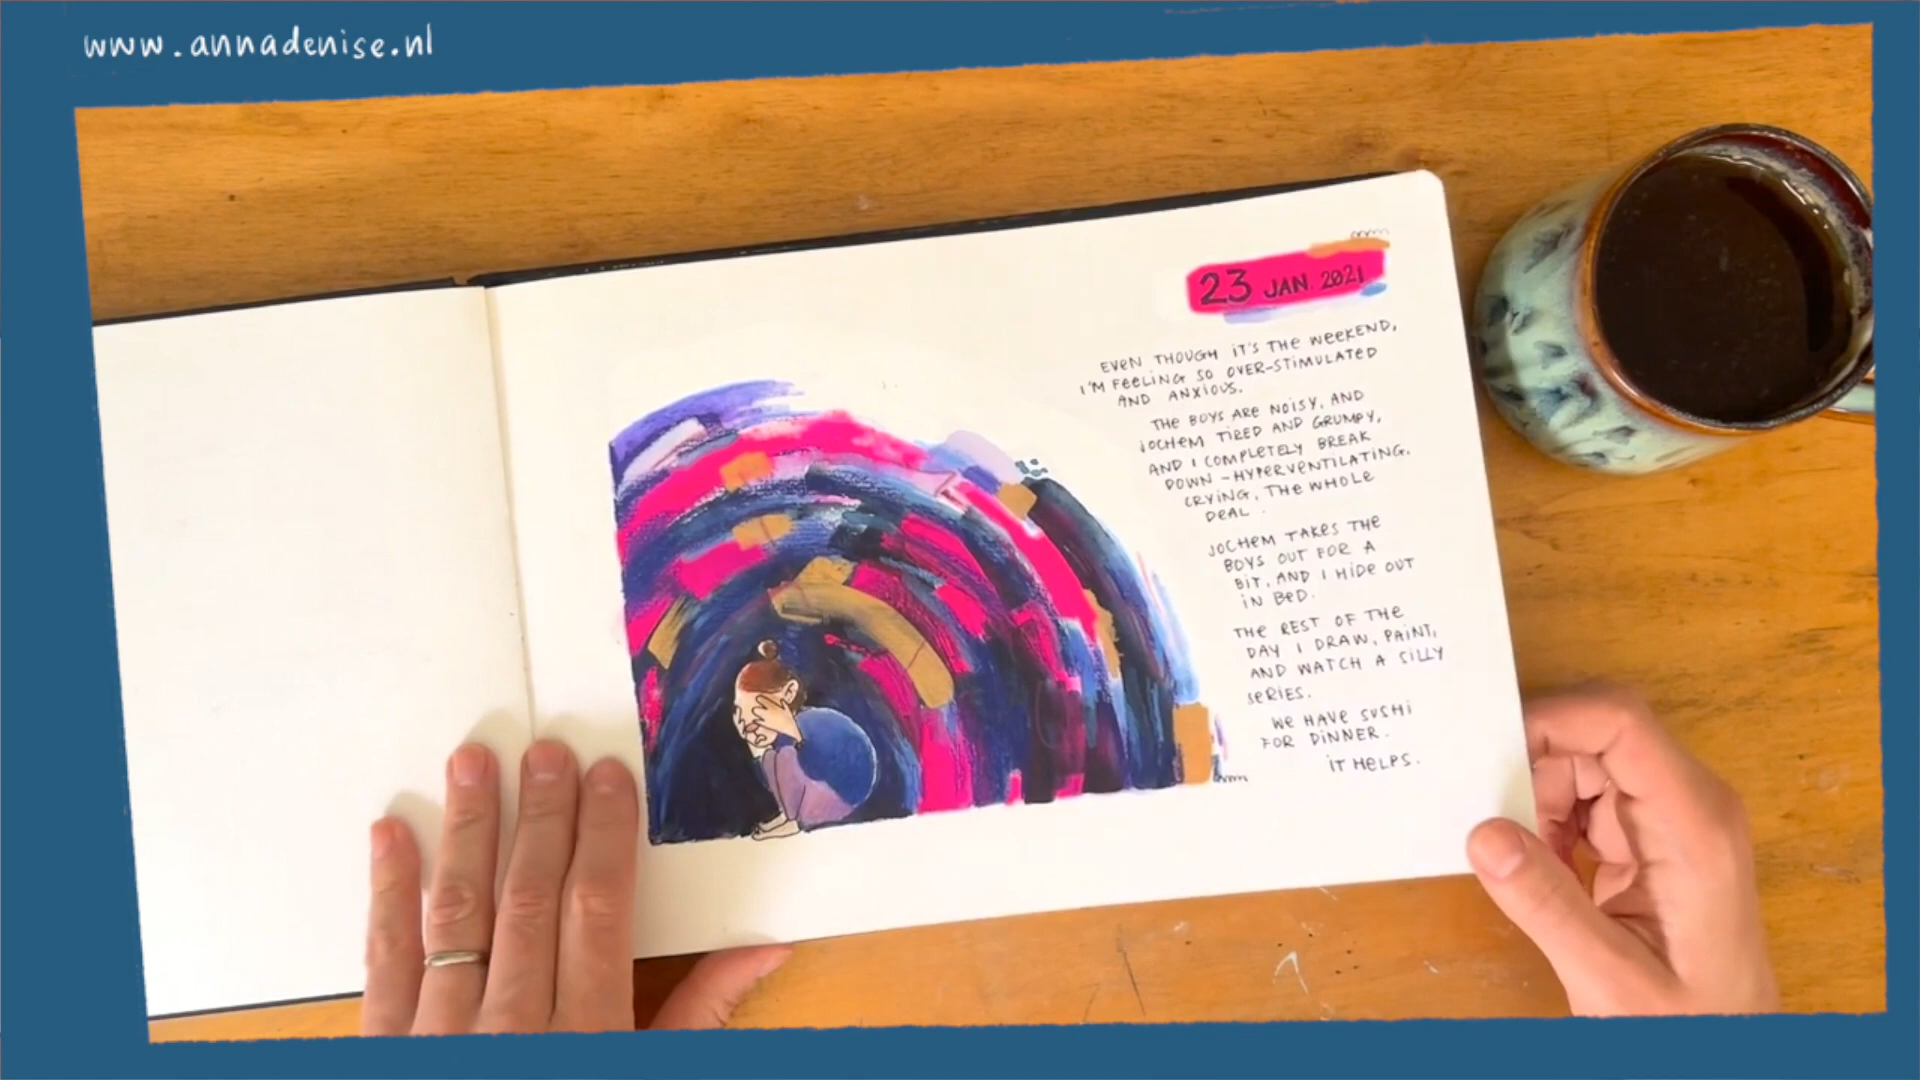 www.annadenise.nl
23 JAN. 2021
EVEN THOUGH IT'S THE WEEKEND,
I'M FEELING SO OVER-STIMULATED
AND ANXIOUS.
THE BOYS ARE NOISY, AND
JOCHEM TIRED AND GRUMPY,
AND I COMPLETELY BREAK
DOWN - HYPERVENTILATING,
CRYING, THE WHOLE
DEAL.
JOCHEM TAKES THE
BOYS OUT FOR A
BIT, AND I HIDE OUT
IN BED.
THE REST OF THE
DAY I DRAW, PAINT,
AND WATCH A SILLY
SERIES.
WE HAVE SUSHI
FOR DINNER.
IT HELPS.